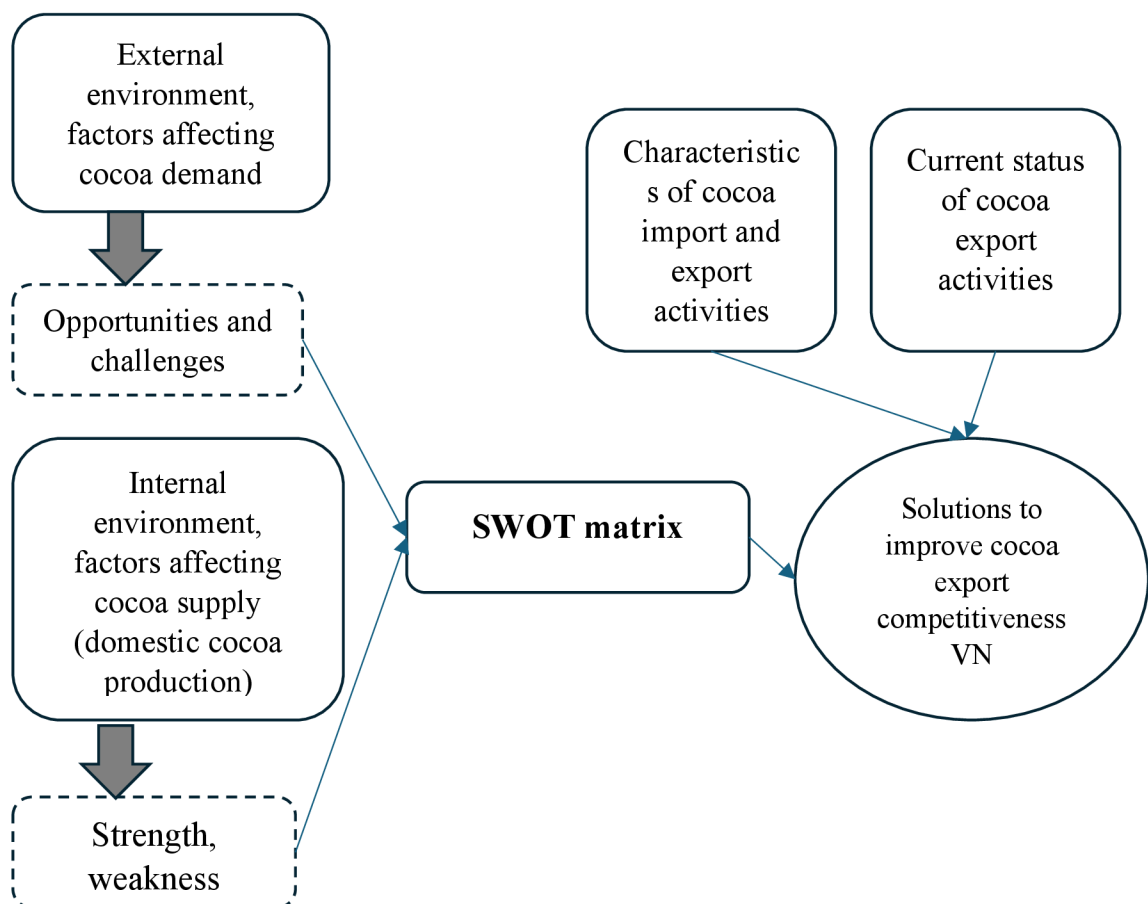 External
environment,
factors affecting
cocoa demand
Opportunities and
challenges
Internal
environment,
factors affecting
cocoa supply
(domestic cocoa
production)
Strength,
weakness
SWOT matrix
Characteristic
s of cocoa
import and
export
activities
Current status
of cocoa
export
activities
Solutions to
improve cocoa
export
competitiveness
VN